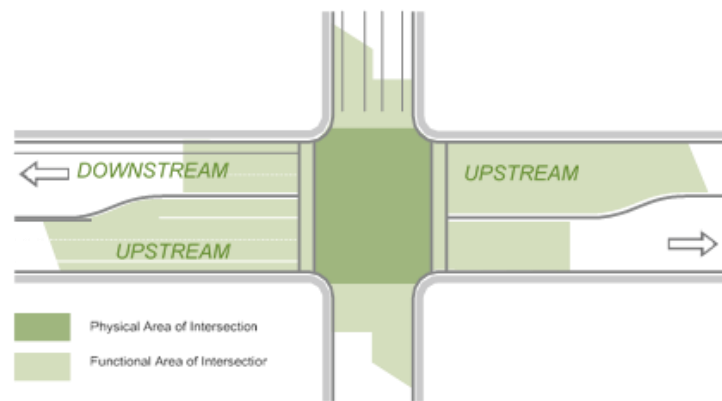 DOWNSTREAM
UPSTREAM
UPSTREAM
Physical Area of Intersection
Functional Area of Intersection